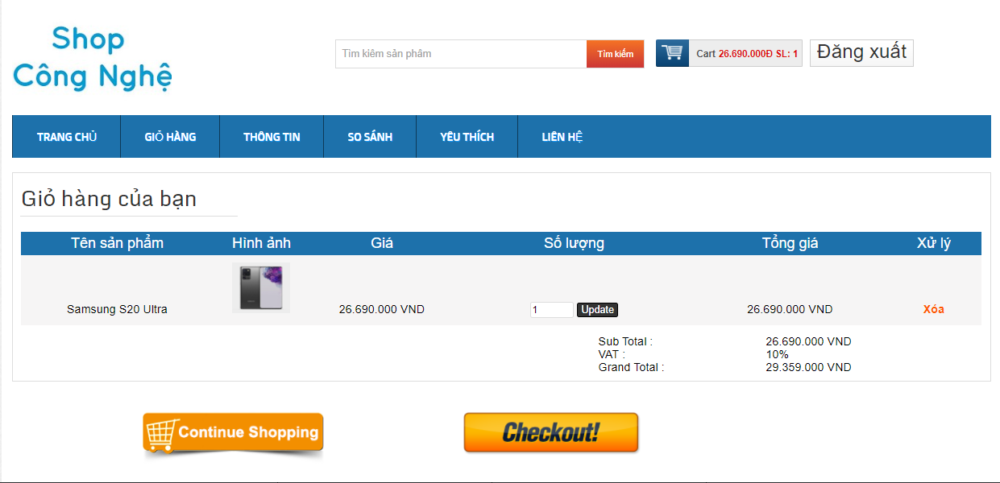 Shop
Công Nghệ
Tìm kiếm sản phẩm
Tìm kiếm
Cart 26.690.000Đ SL: 1
Đăng xuất
TRANG CHỦ GIỎ HÀNG THÔNG TIN SO SÁNH YÊU THÍCH LIÊN HỆ
Giỏ hàng của bạn
Tên sản phẩm Hình ảnh Giá Số lượng Tổng giá Xử lý
Samsung S20 Ultra 26.690.000 VND 1 Update 26.690.000 VND Xóa
Sub Total : 26.690.000 VND
VAT : 10%
Grand Total : 29.359.000 VND
Continue Shopping Checkout!